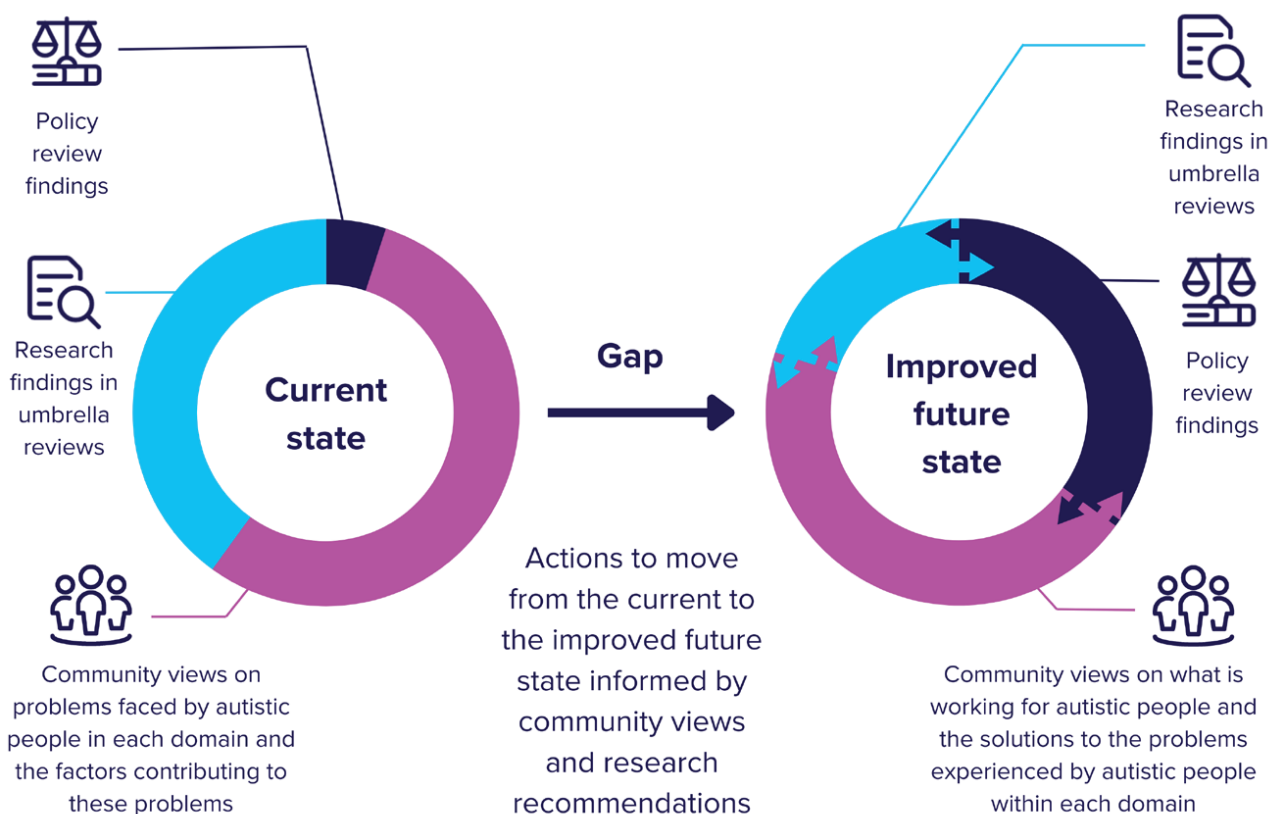 Policy
review
findings
Research
findings in
umbrella
reviews
Community views on
problems faced by autistic
people in each domain and
the factors contributing to
these problems
Current
state
Gap
Actions to move
from the current to
the improved future
state informed by
community views
and research
recommendations
Improved
future
state
Research
findings in
umbrella
reviews
Policy
review
findings
Community views on what is
working for autistic people and
the solutions to the problems
experienced by autistic people
within each domain